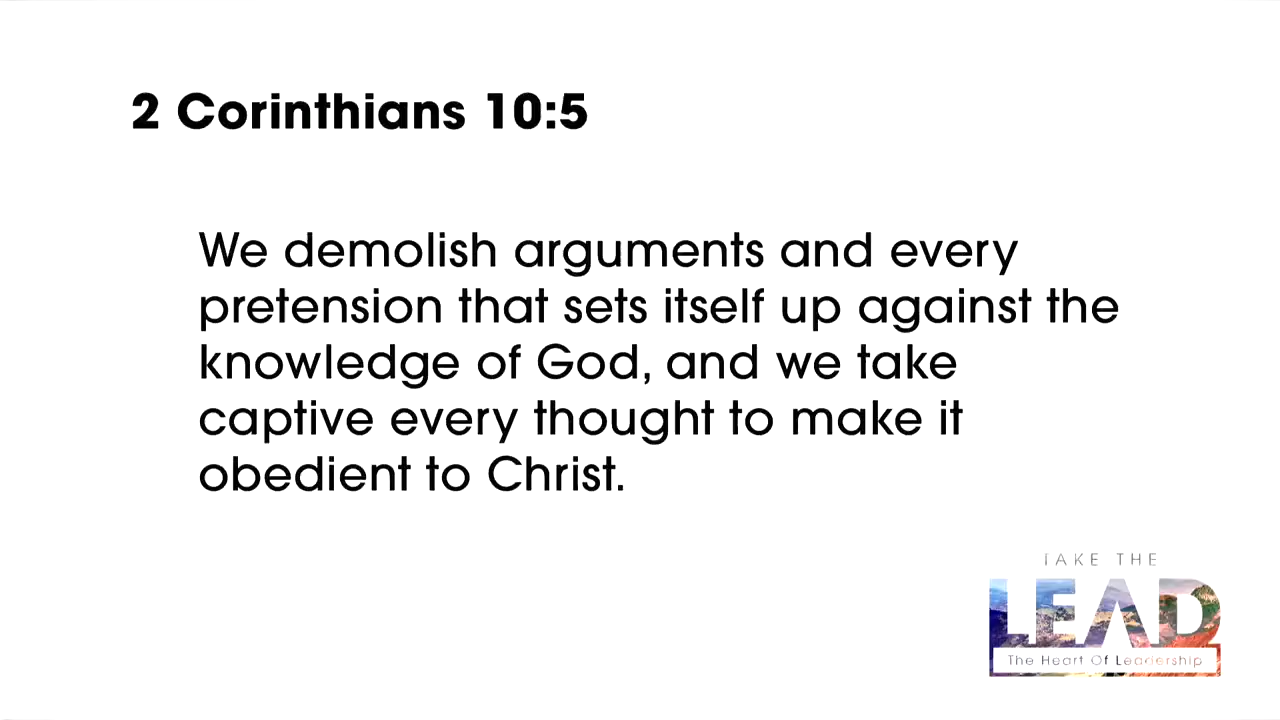 2 Corinthians 10:5
We demolish arguments and every
pretension that sets itself up against the
knowledge of God, and we take
captive every thought to make it
obedient to Christ.
TAKE THE
LEAD
The Heart Of Leadership